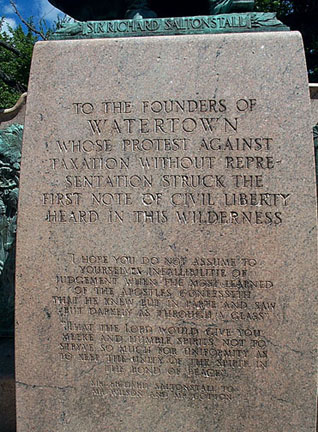 SIR RICHARD SALTONSTALL
TO THE FOUNDERS OF
WATERTOWN
WHOSE PROTEST AGAINST
TAXATION WITHOUT REPRE-
SENTATION STRUCK THE
FIRST NOTE OF CIVIL LIBERTY
HEARD IN THIS WILDERNESS
I HOPE YOU DO NOT ASSUME TO
YOURSELVES INFALLIBILITIE OF
JUDGEMENT WHEN THE MOST LEARNED
OF THE APOSTLES CONFESSETH
THAT HE KNEW BUT IN PARTE AND SAW
BUT DARKELY AS THROUGH A GLASS
THAT THE LORD WOULD GIVE YOU
MEEKE AND HUMBLE SPIRITS NOT TO
STRYVE SO MUCH FOR UNIFORMITY AS
TO KEEP THE UNITY OF THE SPIRIT IN
THE BOND OF PEACE
SIR RICHARD SALTONSTALL TO
MR WILSON AND MR COTTON